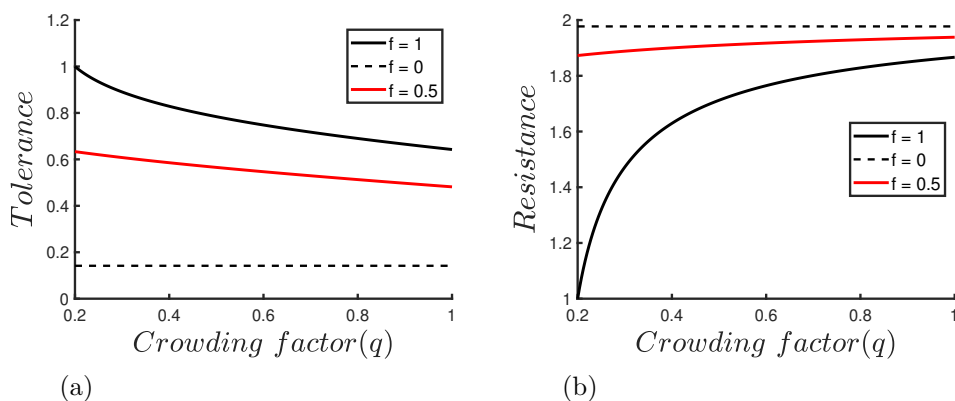 1.2
1
0.8
0.6
0.4
0.2
0
0.2
0.4
0.6
0.8
1
Tolerance
Crowding factor(q)
f = 1
f = 0
f = 0.5
(a)
2
1.8
1.6
1.4
1.2
1
0.2
0.4
0.6
0.8
1
Resistance
Crowding factor(q)
f = 1
f = 0
f = 0.5
(b)